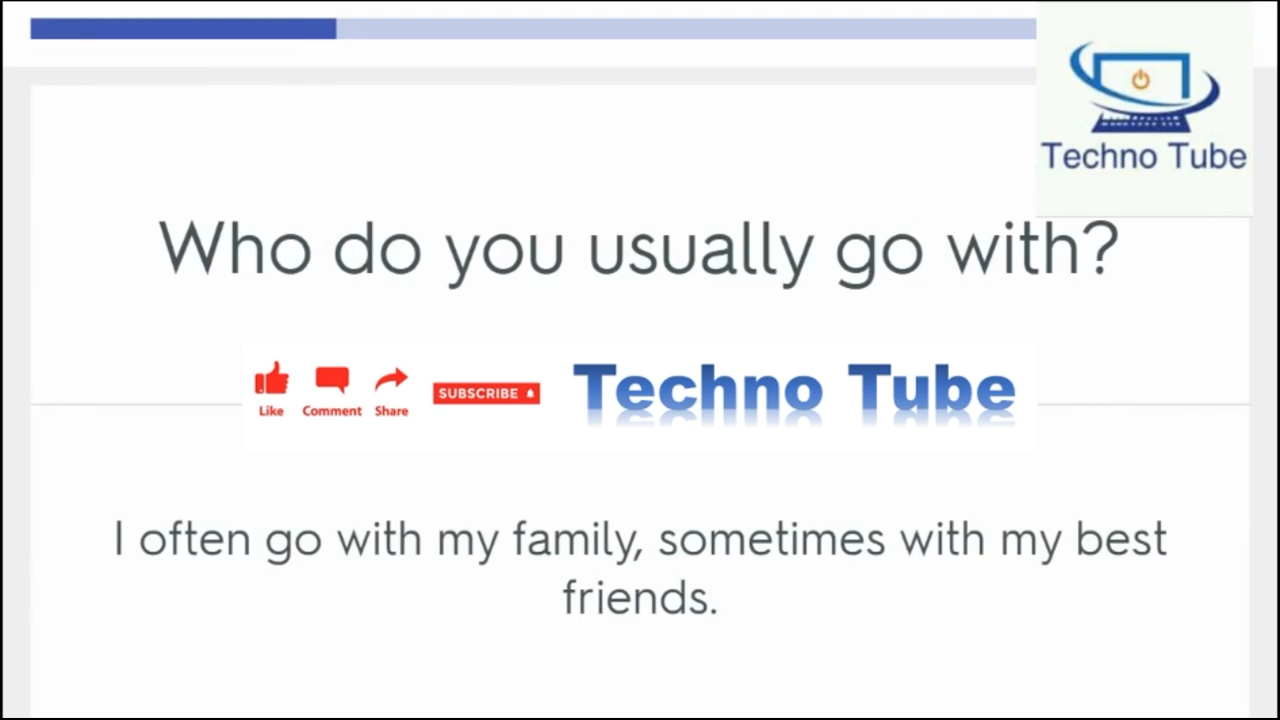 Techno Tube
Who do you usually go with?
Like Comment Share SUBSCRIBE Techno Tube
I often go with my family, sometimes with my best
friends.